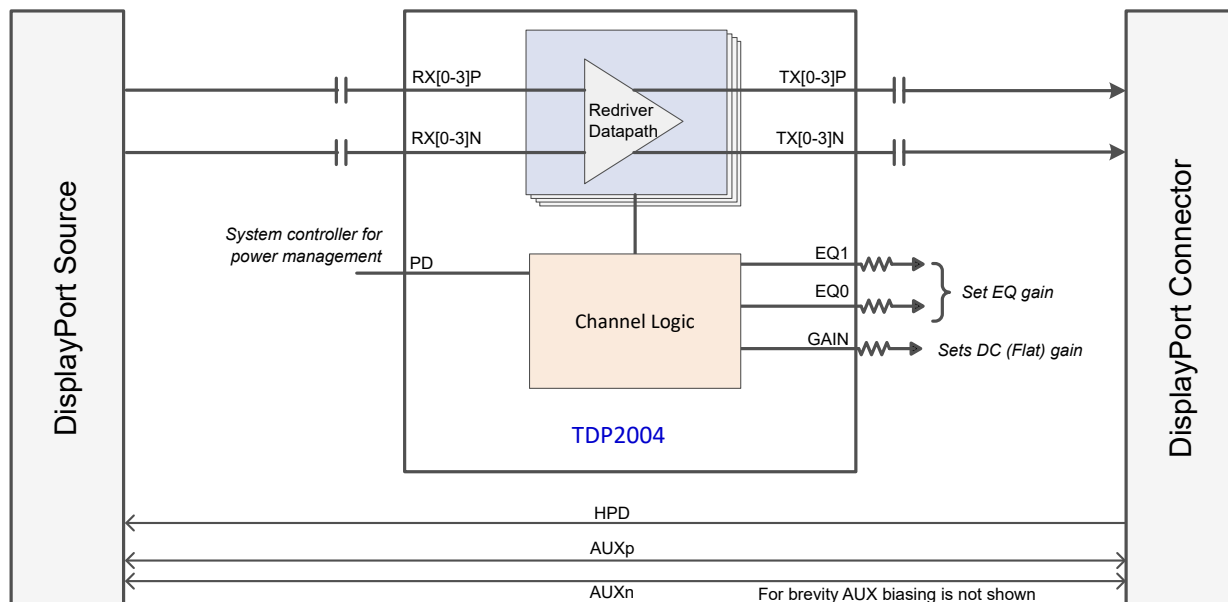 DisplayPort Source
RX[0-3]P
TX[0-3]P
Redriver
Datapath
RX[0-3]N
TX[0-3]N
System controller for
power management
PD
EQ1
EQ0
Set EQ gain
Channel Logic
GAIN
Sets DC (Flat) gain
TDP2004
DisplayPort Connector
HPD
AUXp
AUXn
For brevity AUX biasing is not shown